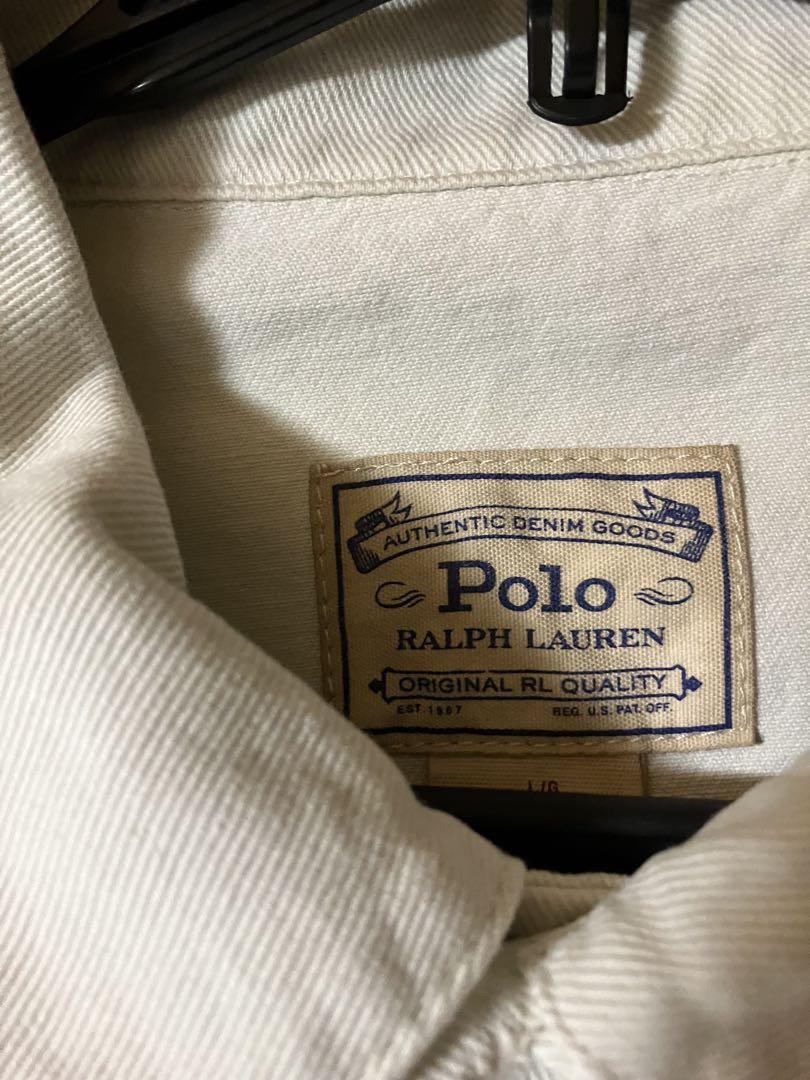 AUTHENTIC DENIM GOODS
Polo
RALPH LAUREN
ORIGINAL RL QUALITY
EST. 1967 REG. U.S. PAT. OFF.
L/G